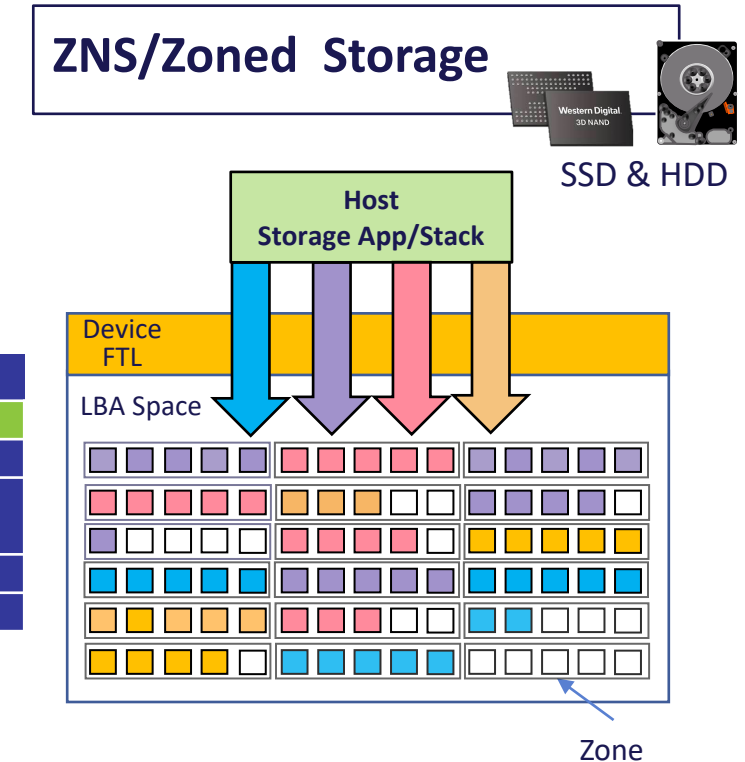 ZNS/Zoned Storage
Western Digital.
3D NAND
SSD & HDD
Host
Storage App/Stack
Device
FTL
LBA Space
Zone